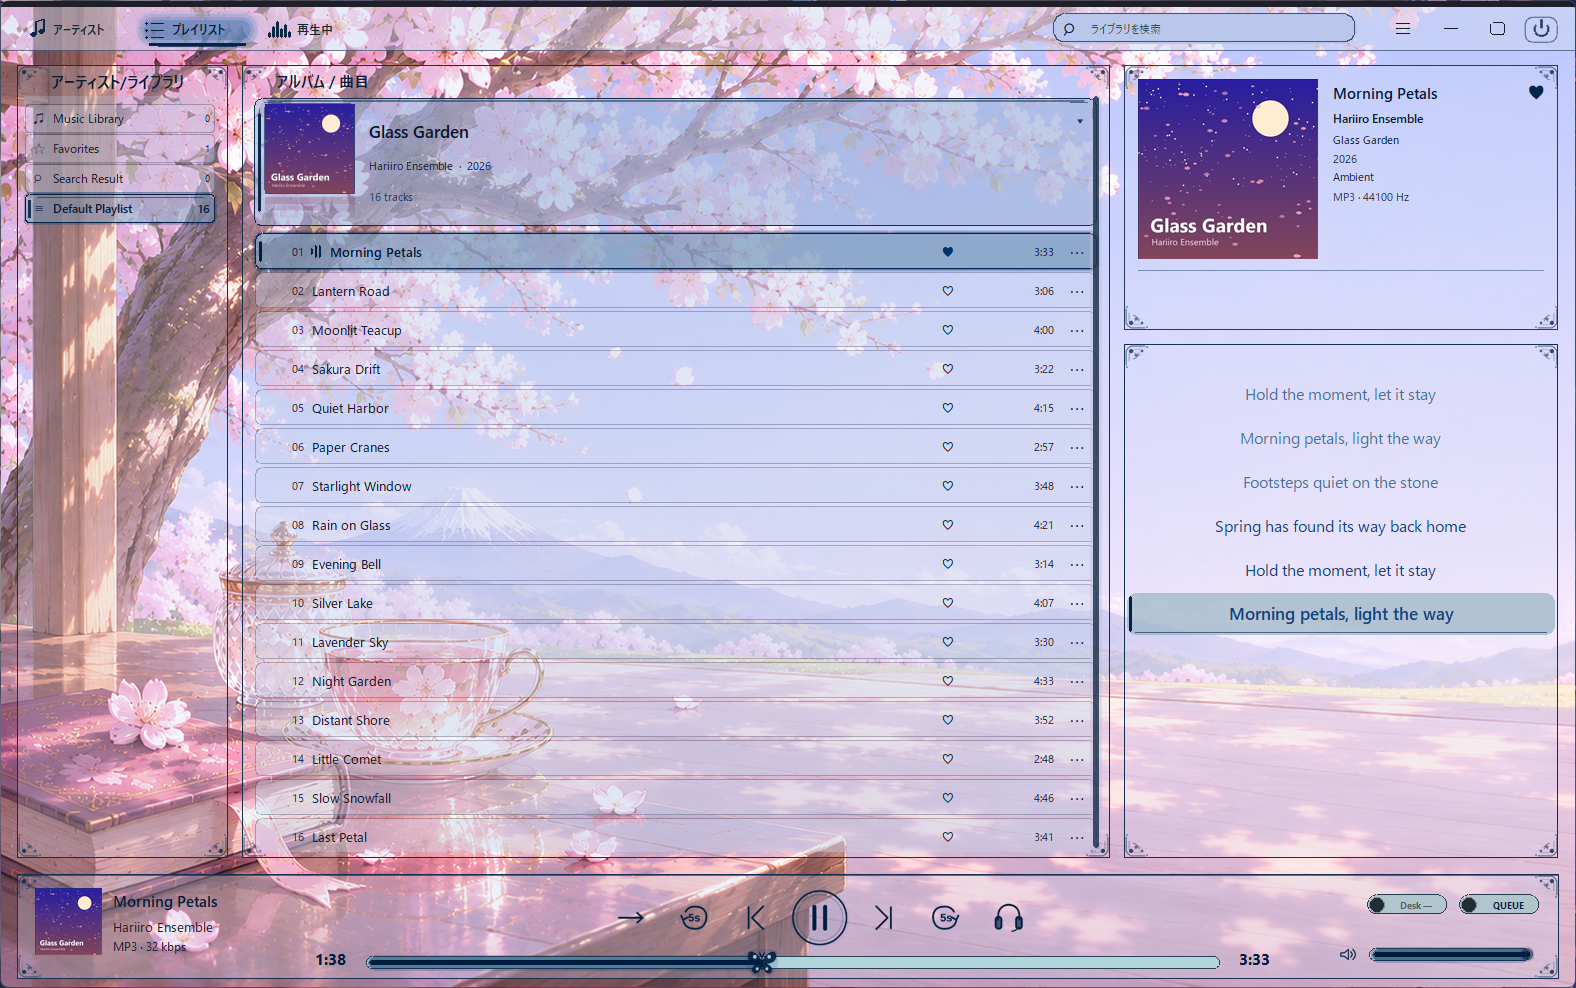 アーティスト
プレイリスト
再生中
ライブラリを検索
アーティスト/ライブラリ
Music Library 0
Favorites 1
Search Result 0
Default Playlist 16
アルバム / 曲目
Glass Garden
Hariiro Ensemble
Glass Garden
Hariiro Ensemble · 2026
16 tracks
01 Morning Petals 3:33 ...
02 Lantern Road 3:06 ...
03 Moonlit Teacup 4:00 ...
04 Sakura Drift 3:22 ...
05 Quiet Harbor 4:15 ...
06 Paper Cranes 2:57 ...
07 Starlight Window 3:48 ...
08 Rain on Glass 4:21 ...
09 Evening Bell 3:14 ...
10 Silver Lake 4:07 ...
11 Lavender Sky 3:30 ...
12 Night Garden 4:33 ...
13 Distant Shore 3:52 ...
14 Little Comet 2:48 ...
15 Slow Snowfall 4:46 ...
16 Last Petal 3:41 ...
Glass Garden
Hariiro Ensemble
Morning Petals
Hariiro Ensemble
Glass Garden
2026
Ambient
MP3 · 44100 Hz
Hold the moment, let it stay
Morning petals, light the way
Footsteps quiet on the stone
Spring has found its way back home
Hold the moment, let it stay
Morning petals, light the way
Glass Garden
Morning Petals
Hariiro Ensemble
MP3 · 32 kbps
5s
5s
Desk —
QUEUE
1:38
3:33